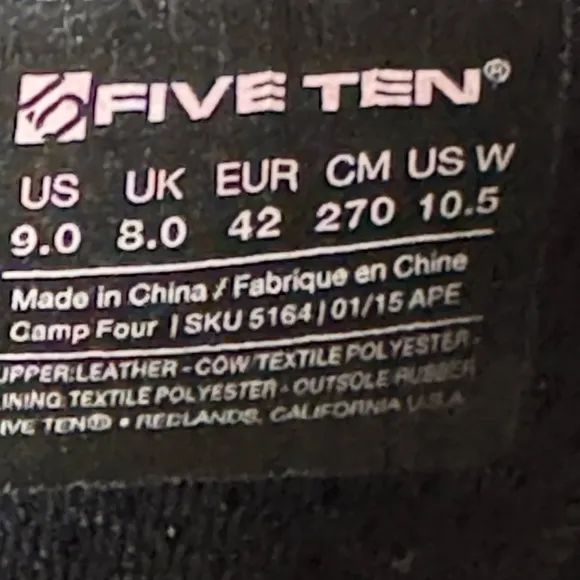 FIVE TEN®
US UK EUR CM US W
9.0 8.0 42 270 10.5
Made in China / Fabrique en Chine
Camp Four | SKU 5164 | 01/15 APE
UPPER:LEATHER - COW/TEXTILE POLYESTER -
INING: TEXTILE POLYESTER - OUTSOLE RUBBER
IVE TEN® • REDLANDS, CALIFORNIA U.S.A